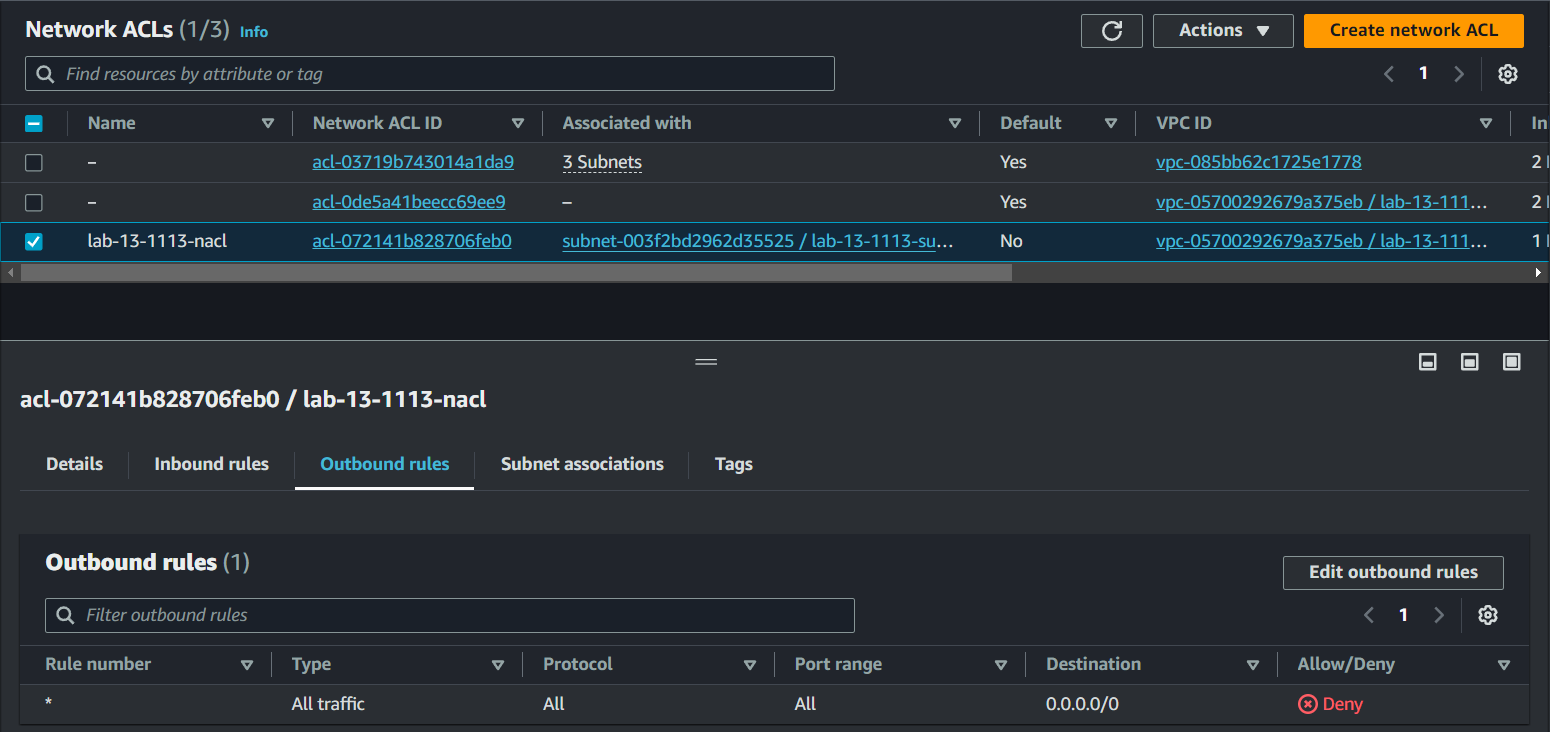 Network ACLs (1/3) Info
Actions
Create network ACL
Find resources by attribute or tag
1
Name Network ACL ID Associated with Default VPC ID In
– acl-03719b743014a1da9 3 Subnets Yes vpc-085bb62c1725e1778 2
– acl-0de5a41beecc69ee9 – Yes vpc-05700292679a375eb / lab-13-111... 2
lab-13-1113-nacl acl-072141b828706feb0 subnet-003f2bd2962d35525 / lab-13-1113-su... No vpc-05700292679a375eb / lab-13-111... 1
acl-072141b828706feb0 / lab-13-1113-nacl
Details Inbound rules Outbound rules Subnet associations Tags
Outbound rules (1)
Edit outbound rules
Filter outbound rules
1
Rule number Type Protocol Port range Destination Allow/Deny
* All traffic All All 0.0.0.0/0 Deny